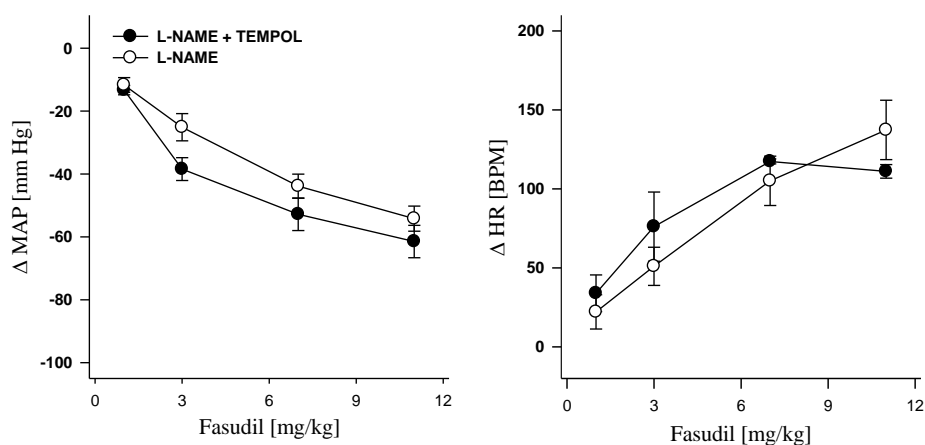 L-NAME + TEMPOL
L-NAME
0
-20
-40
-60
-80
-100
Δ MAP [mm Hg]
0 3 6 9 12
Fasudil [mg/kg]
200
150
100
50
0
Δ HR [BPM]
0 3 6 9 12
Fasudil [mg/kg]